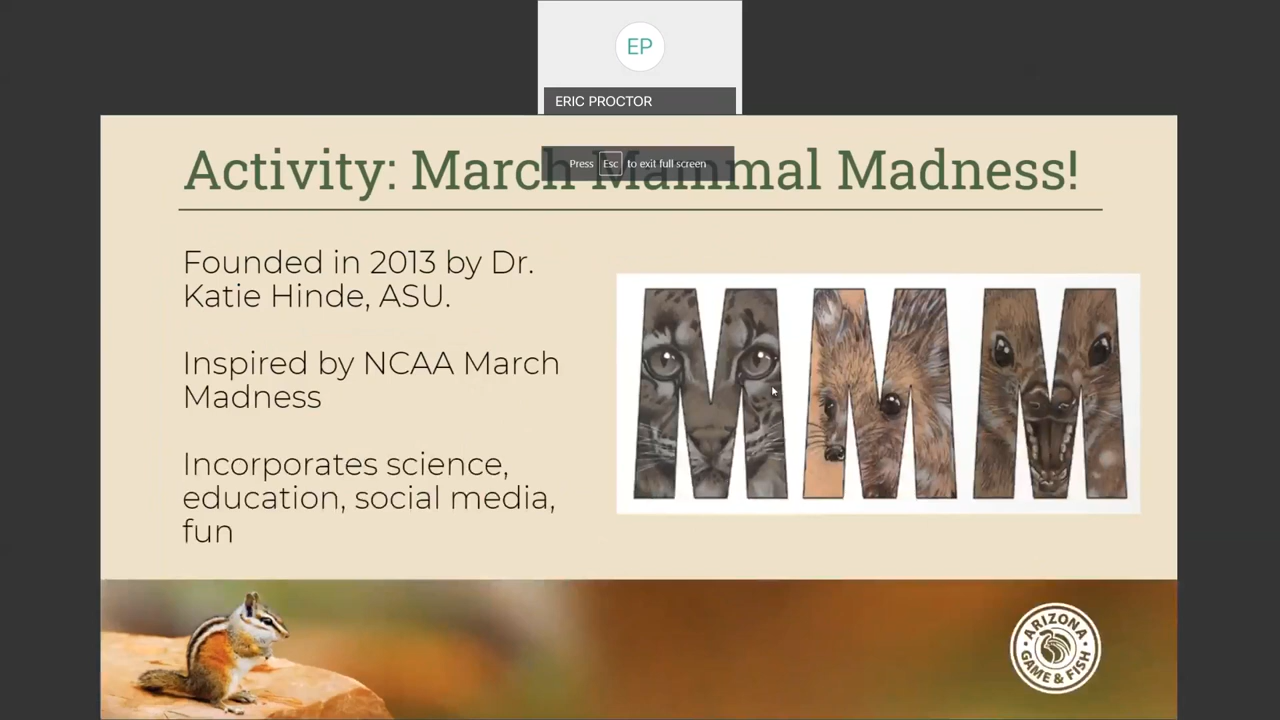 EP
ERIC PROCTOR
Press Esc to exit full screen
Activity: March Mammal Madness!
Founded in 2013 by Dr.
Katie Hinde, ASU.
Inspired by NCAA March
Madness
Incorporates science,
education, social media,
fun
MMM
ARIZONA
GAME & FISH